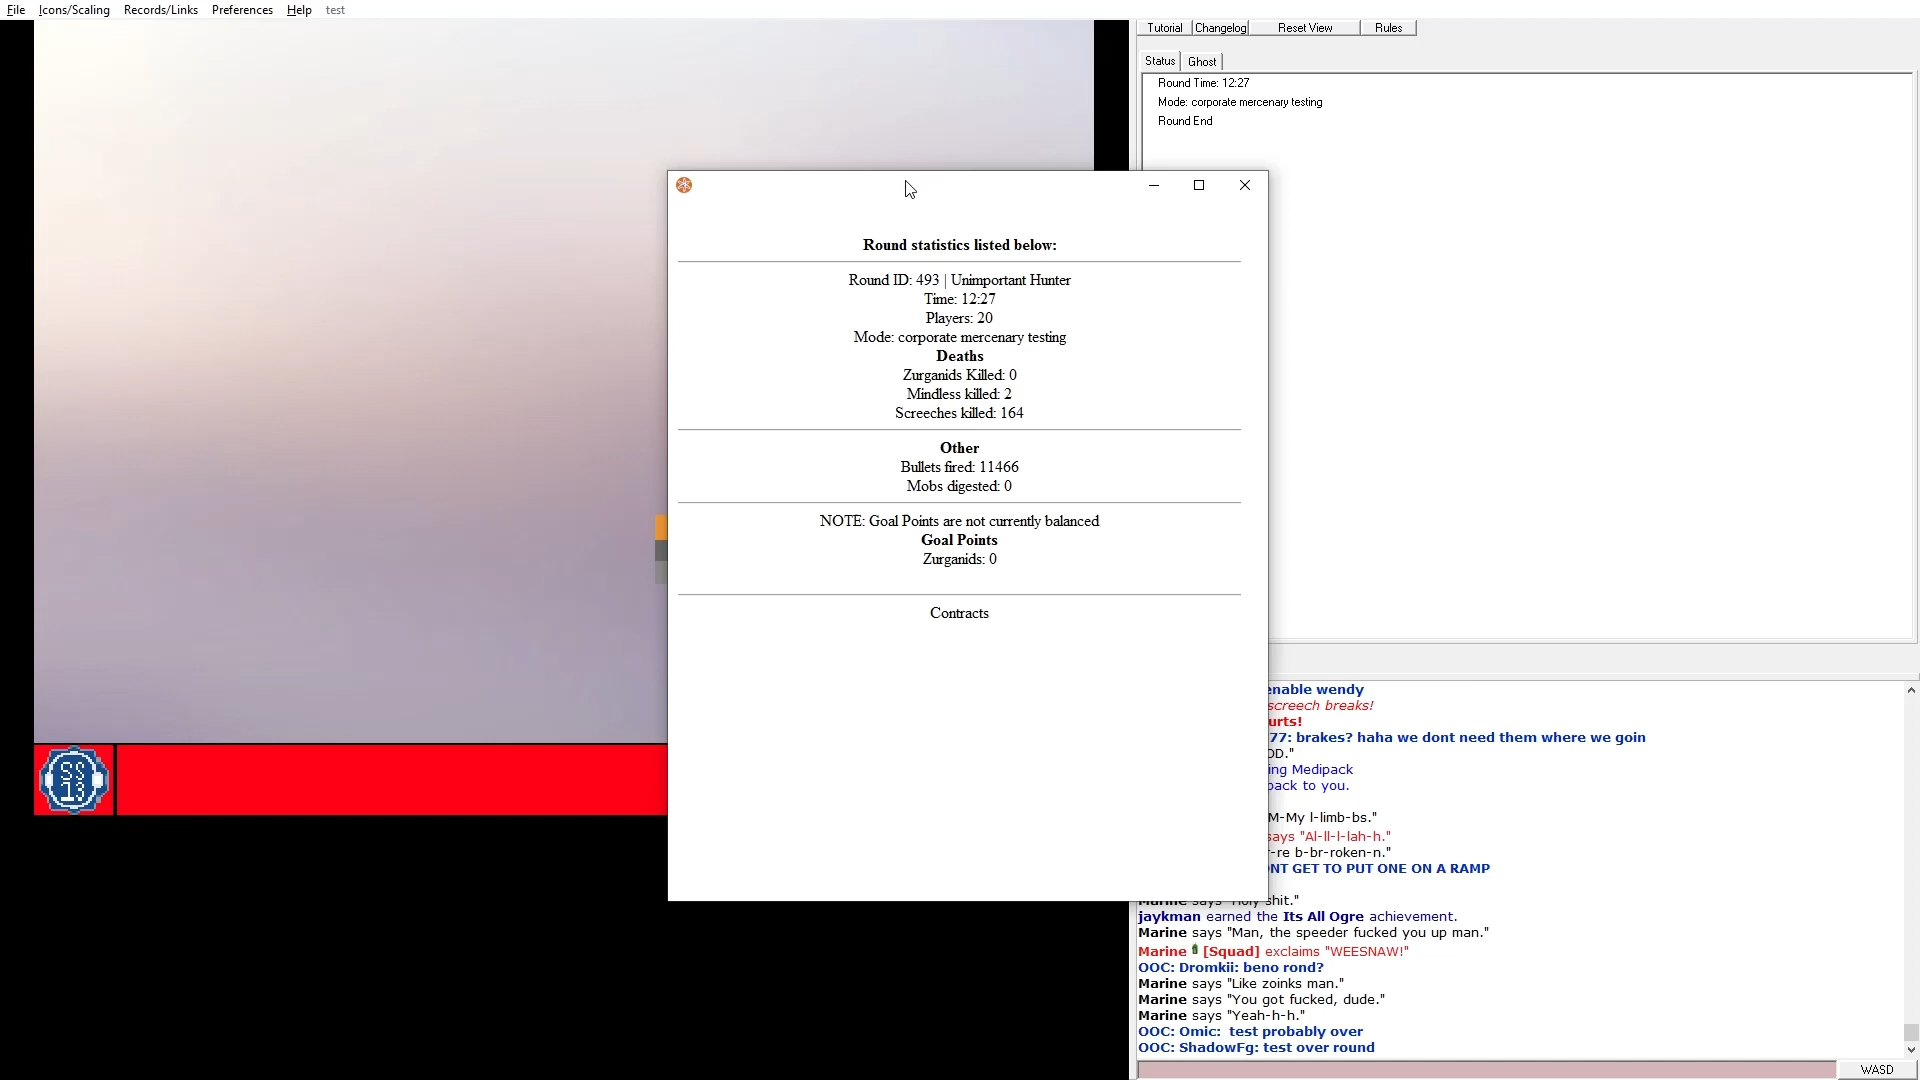 File Icons/Scaling Records/Links Preferences Help test
Tutorial Changelog Reset View Rules
Status Ghost
Round Time: 12:27
Mode: corporate mercenary testing
Round End
Round statistics listed below:
Round ID: 493 | Unimportant Hunter
Time: 12:27
Players: 20
Mode: corporate mercenary testing
Deaths
Zurganids Killed: 0
Mindless killed: 2
Screeches killed: 164
Other
Bullets fired: 11466
Mobs digested: 0
NOTE: Goal Points are not currently balanced
Goal Points
Zurganids: 0
Contracts
SS
13
enable wendy
screech breaks!
urts!
77: brakes? haha we dont need them where we goin
OD."
ing Medipack
back to you.
M-My l-limb-bs."
says "Al-ll-l-lah-h."
r-re b-br-roken-n."
ONT GET TO PUT ONE ON A RAMP
Marine says "Holy shit."
jaykman earned the Its All Ogre achievement.
Marine says "Man, the speeder fucked you up man."
Marine [Squad] exclaims "WEESNAW!"
OOC: Dromkii: beno rond?
Marine says "Like zoinks man."
Marine says "You got fucked, dude."
Marine says "Yeah-h-h."
OOC: Omic: test probably over
OOC: ShadowFg: test over round
WASD